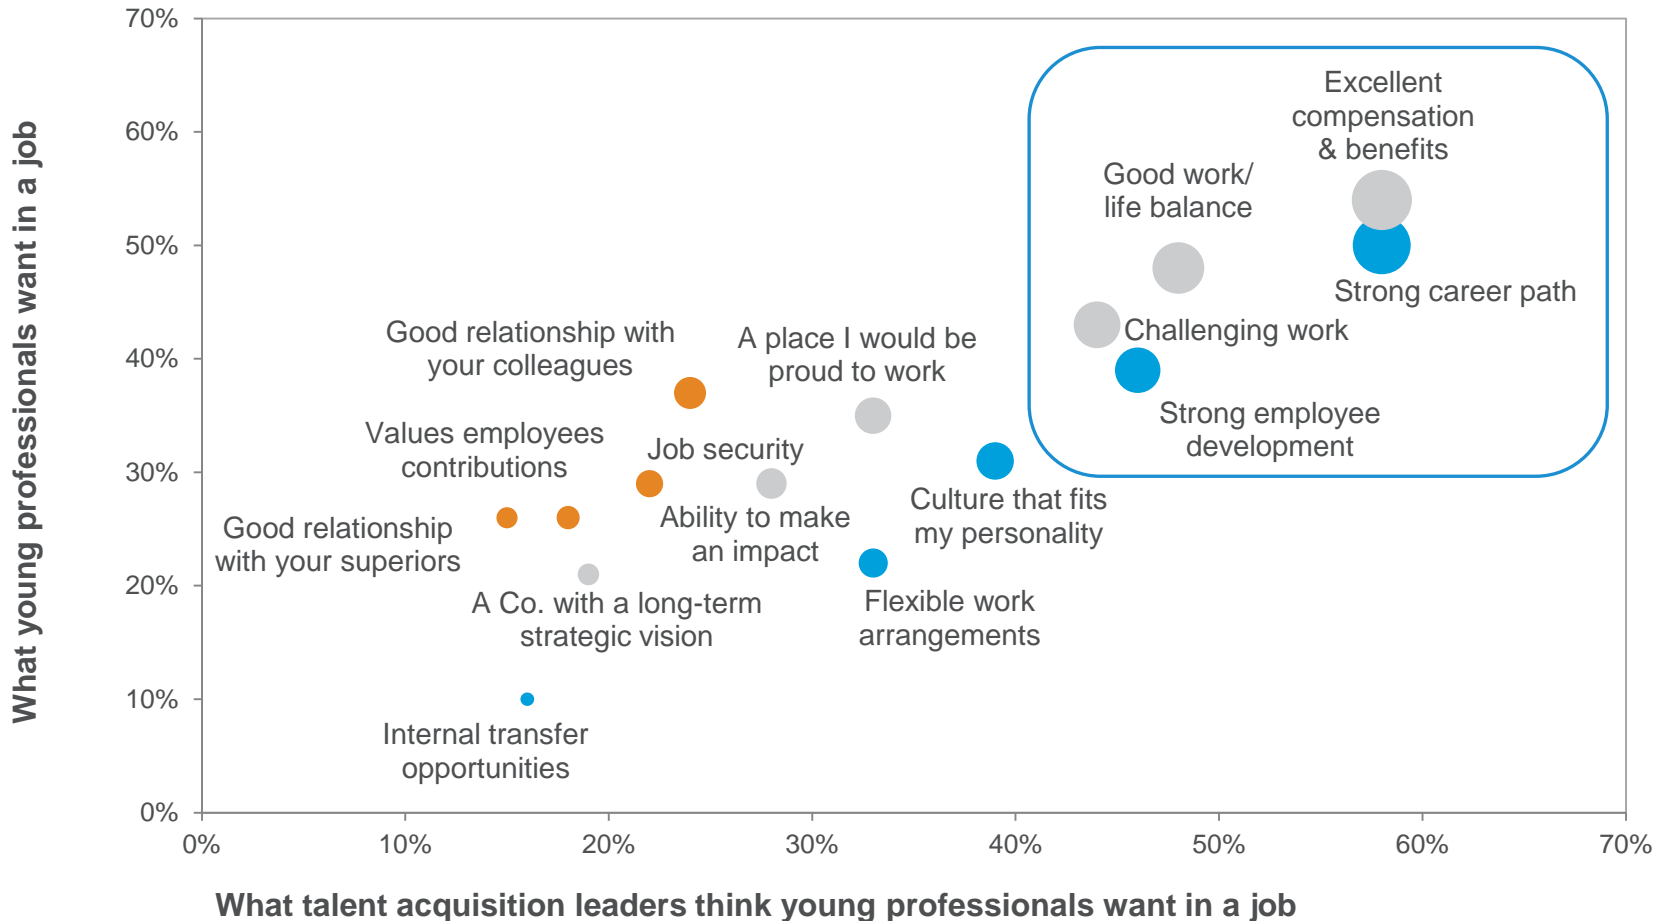 What young professionals want in a job
70%
60%
50%
40%
30%
20%
10%
0%
Excellent
compensation
& benefits
Good work/
life balance
Strong career path
Challenging work
Strong employee
development
Good relationship with
your colleagues
A place I would be
proud to work
Values employees
contributions
Job security
Culture that fits
my personality
Good relationship
with your superiors
Ability to make
an impact
A Co. with a long-term
strategic vision
Flexible work
arrangements
Internal transfer
opportunities
0%
10%
20%
30%
40%
50%
60%
70%
What talent acquisition leaders think young professionals want in a job